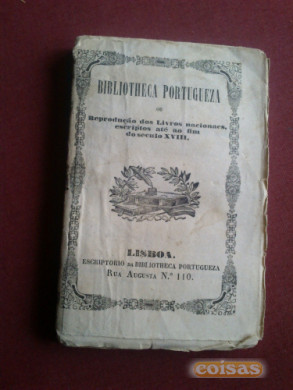 BIBLIOTHECA PORTUGUEZA
OU
Reprodução dos Livros nacionaes,
escriptos até ao fim
do seculo XVIII.
LISBOA.
ESCRIPTORIO DA BIBLIOTHECA PORTUGUEZA
RUA AUGUSTA N.º 110.
coisas